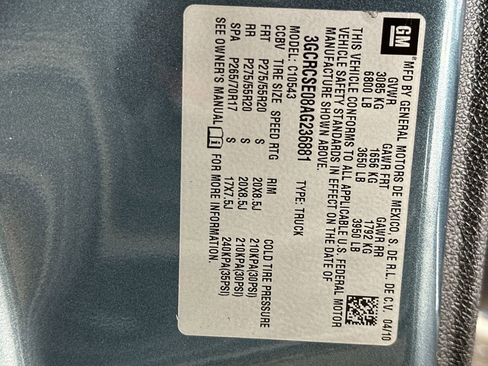 GM
MFD BY GENERAL MOTORS DE MEXICO S. DE R.L. DE C.V. 04/10
GVWR GAWR FRT GAWR RR
3085 KG 1656 KG 1792 KG
6800 LB 3650 LB 3950 LB
THIS VEHICLE CONFORMS TO ALL APPLICABLE U.S. FEDERAL MOTOR
VEHICLE SAFETY STANDARDS IN EFFECT ON THE DATE OF
MANUFACTURE SHOWN ABOVE.
3GCRCSE08AG236881 TYPE: TRUCK
MODEL: C10543
CCBV TIRE SIZE SPEED RTG RIM COLD TIRE PRESSURE
FRT P275/55R20 S 20X8.5J 210KPA(30PSI)
RR P275/55R20 S 20X8.5J 210KPA(30PSI)
SPA P265/70R17 S 17X7.5J 240KPA(35PSI)
SEE OWNER'S MANUAL FOR MORE INFORMATION.